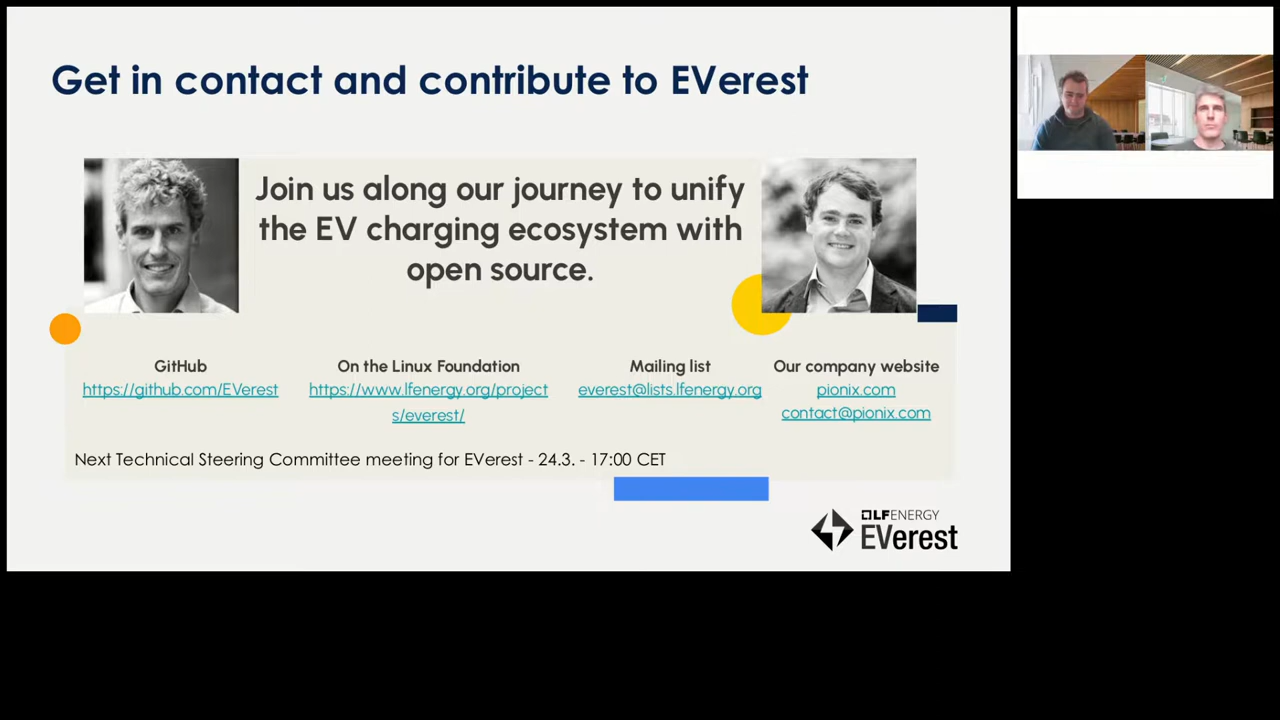 Get in contact and contribute to EVerest
Join us along our journey to unify
the EV charging ecosystem with
open source.
GitHub
https://github.com/EVerest
On the Linux Foundation
https://www.lfenergy.org/project
s/everest/
Mailing list
everest@lists.lfenergy.org
Our company website
pionix.com
contact@pionix.com
Next Technical Steering Committee meeting for EVerest - 24.3. - 17:00 CET
LFENERGY
EVerest